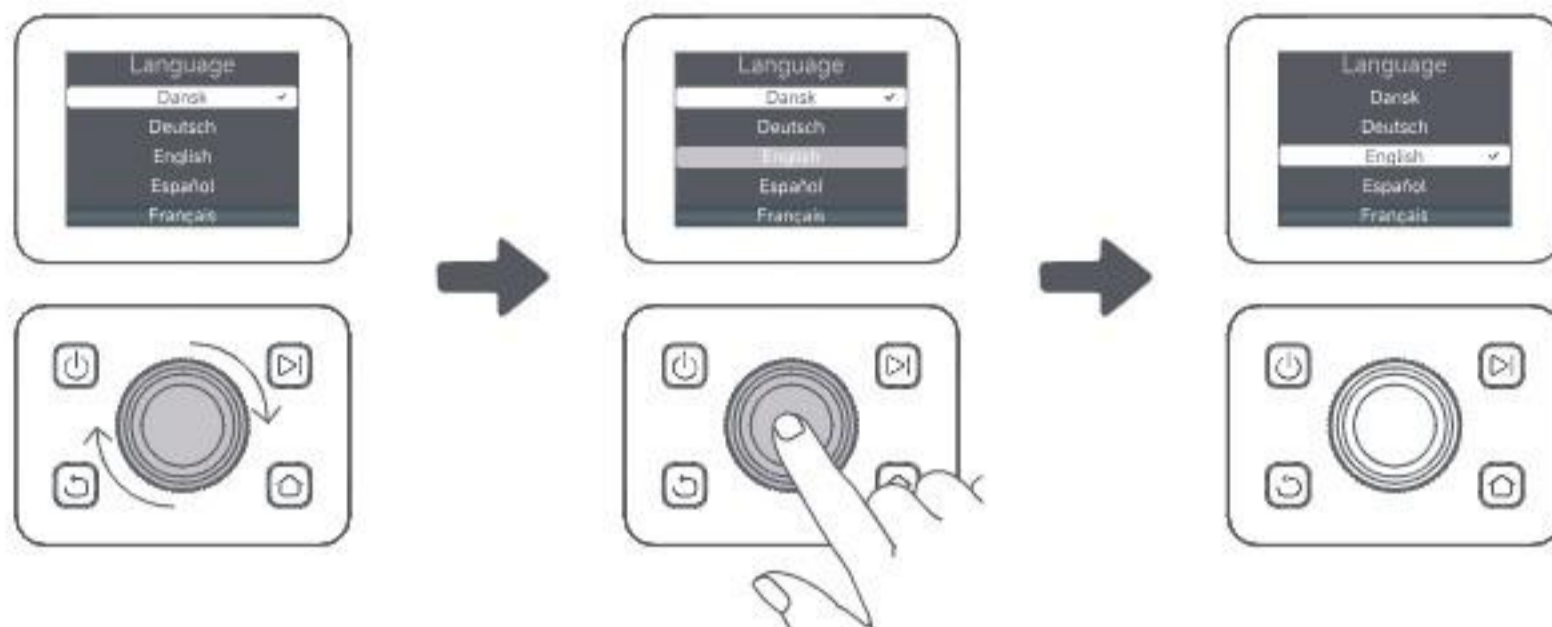 Language
Dansk
Deutsch
English
Español
Français
Language
Dansk
Deutsch
English
Español
Français
Language
Dansk
Deutsch
English
Español
Français